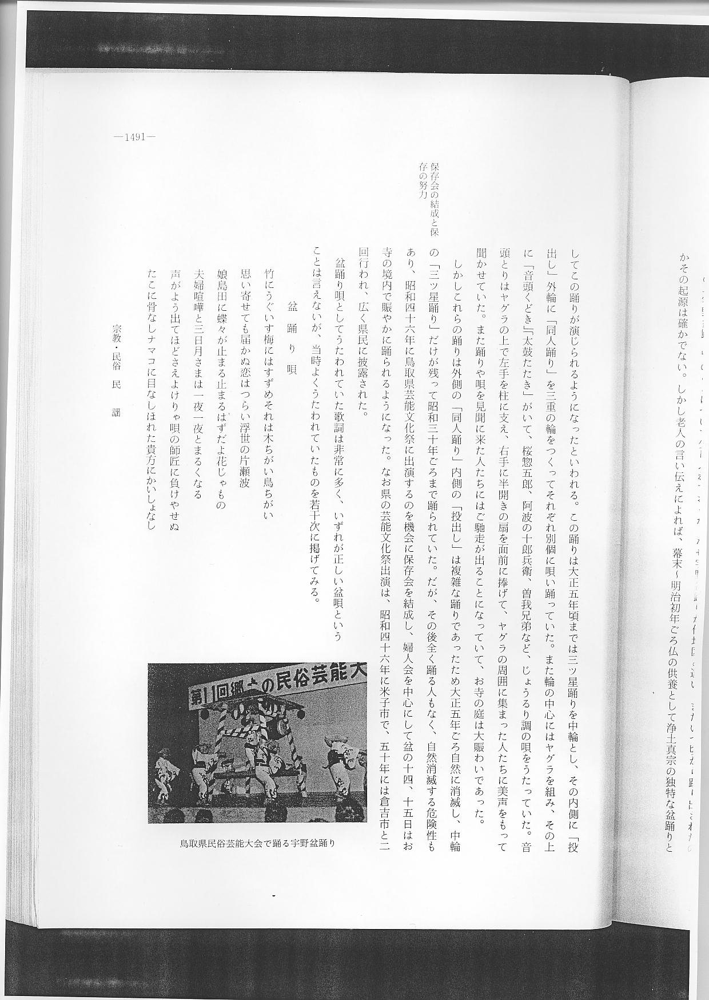 かその起源は確かでない。しかし老人の言い伝えによれば、幕末～明治初年ごろ仏の供養として浄土真宗の独特な盆踊りと
してこの踊りが演じられるようになったといわれる。この踊りは大正五年頃までは三ツ星踊りを中輪とし、その内側に「投
出し」外輪に「同人踊り」を三重の輪をつくってそれぞれ別個に唄い踊っていた。また輪の中心にはヤグラを組み、その上
に「音頭くどき」「太鼓たたき」がいて、桜惣五郎、阿波の十郎兵衛、曽我兄弟など、じょうるり調の唄をうたっていた。音
頭とりはヤグラの上で左手を柱に支え、右手に半開きの扇を面前に捧げて、ヤグラの周囲に集まった人たちに美声をもって
聞かせていた。また踊りや唄を見聞に来た人たちにはご馳走が出ることになっていて、お寺の庭は大賑わいであった。
保存会の結成と保
存の努力
しかしこれらの踊りは外側の「同人踊り」内側の「投出し」は複雑な踊りであったため大正五年ごろ自然に消滅し、中輪
の「三ツ星踊り」だけが残って昭和三十年ごろまで踊られていた。だが、その後全く踊る人もなく、自然消滅する危険性も
あり、昭和四十六年に鳥取県芸能文化祭に出演するのを機会に保存会を結成し、婦人会を中心にして盆の十四、十五日はお
寺の境内で賑やかに踊られるようになった。なお県の芸能文化祭出演は、昭和四十六年に米子市で、五十年には倉吉市と二
回行われ、広く県民に披露された。
盆踊り唄としてうたわれていた歌詞は非常に多く、いずれが正しい盆唄という
ことは言えないが、当時よくうたわれていたものを若干次に掲げてみる。
盆踊り唄
竹にうぐいす梅にはすずめそれは木ちがい鳥ちがい
思い寄せても届かぬ恋はつらい浮世の片瀬波
娘島田に蝶々が止まる止まるはずだよ花じゃもの
夫婦喧嘩と三日月さまは一夜一夜とまるくなる
声がよう出てほどさえよけりゃ唄の師匠に負けやせぬ
たこに骨なしナマコに目なしほれた貴方にかいしょなし
第11回郷土の民俗芸能大
鳥取県民俗芸能大会で踊る宇野盆踊り
宗教・民俗 民 謡
—1491—